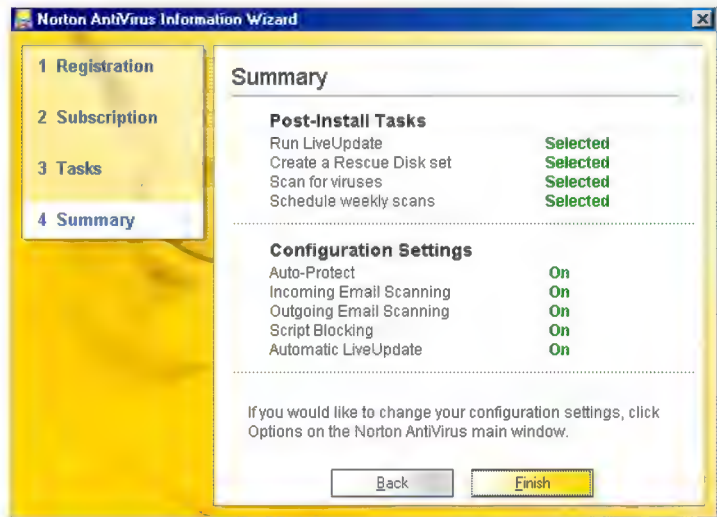 Norton AntiVirus Information Wizard
1 Registration
2 Subscription
3 Tasks
4 Summary
Summary
Post-Install Tasks
Run LiveUpdate Selected
Create a Rescue Disk set Selected
Scan for viruses Selected
Schedule weekly scans Selected
Configuration Settings
Auto-Protect On
Incoming Email Scanning On
Outgoing Email Scanning On
Script Blocking On
Automatic LiveUpdate On
If you would like to change your configuration settings, click
Options on the Norton AntiVirus main window.
Back Finish